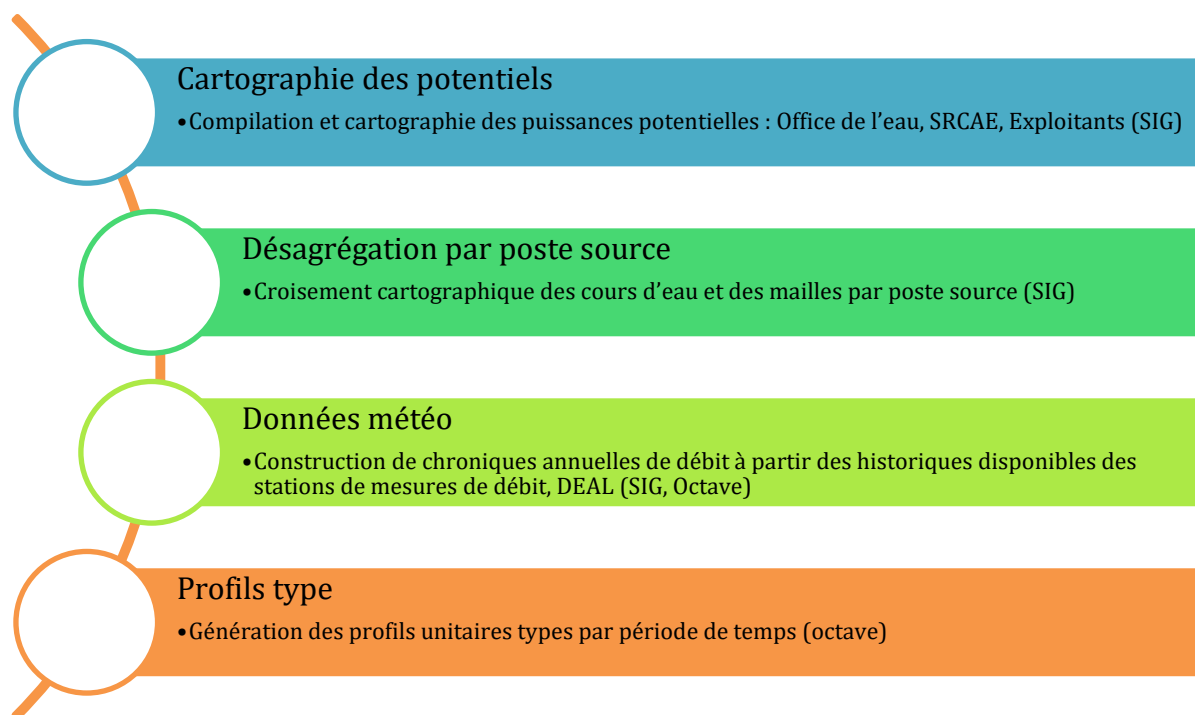 Cartographie des potentiels
•Compilation et cartographie des puissances potentielles : Office de l’eau, SRCAE, Exploitants (SIG)
Désagrégation par poste source
•Croisement cartographique des cours d’eau et des mailles par poste source (SIG)
Données météo
•Construction de chroniques annuelles de débit à partir des historiques disponibles des
stations de mesures de débit, DEAL (SIG, Octave)
Profils type
•Génération des profils unitaires types par période de temps (octave)